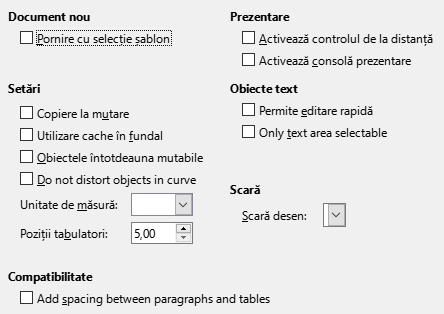 Document nou
Pornire cu selecție șablon
Setări
Copiere la mutare
Utilizare cache în fundal
Obiectele întotdeauna mutabile
Do not distort objects in curve
Unitate de măsură:
Poziții tabulatori: 5,00
Compatibilitate
Add spacing between paragraphs and tables
Prezentare
Activează controlul de la distanță
Activează consolă prezentare
Obiecte text
Permite editare rapidă
Only text area selectable
Scară
Scară desen: